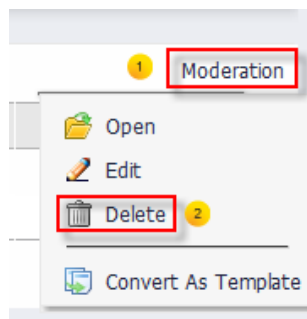 1 Moderation
Open
Edit
Delete 2
Convert As Template